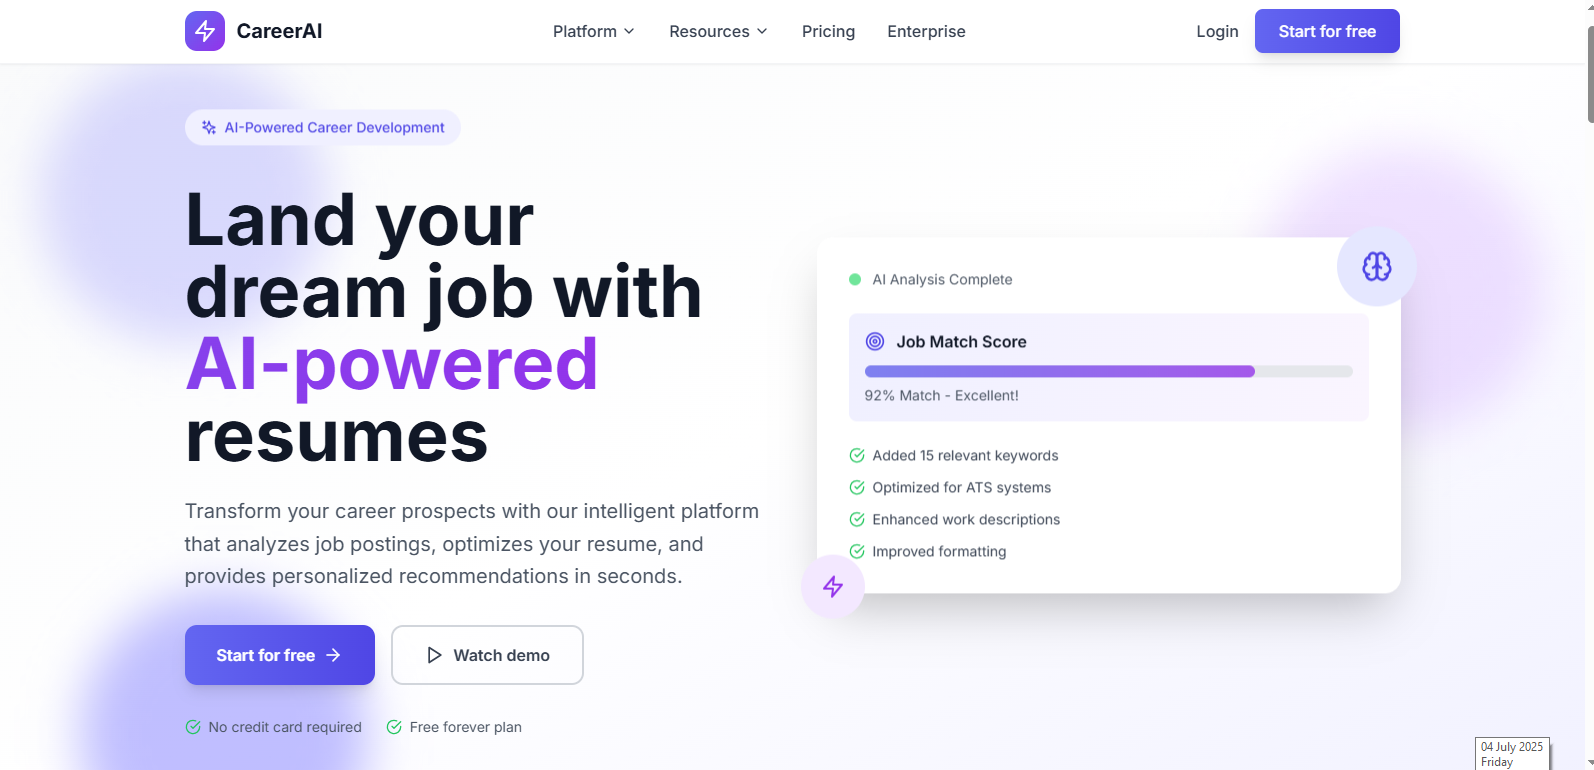 CareerAI
Platform
Resources
Pricing
Enterprise
Login
Start for free
AI-Powered Career Development
Land your
dream job with
AI-powered
resumes
Transform your career prospects with our intelligent platform
that analyzes job postings, optimizes your resume, and
provides personalized recommendations in seconds.
Start for free
Watch demo
No credit card required
Free forever plan
AI Analysis Complete
Job Match Score
92% Match - Excellent!
Added 15 relevant keywords
Optimized for ATS systems
Enhanced work descriptions
Improved formatting
04 July 2025
Friday